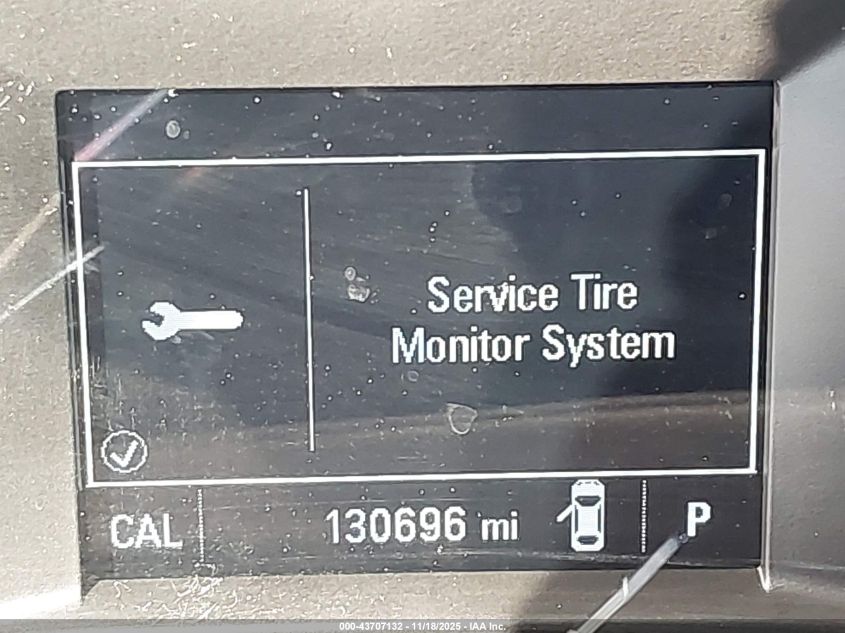 Service Tire
Monitor System
CAL 130696 mi P
000-43707132 - 11/18/2025 - IAA Inc.